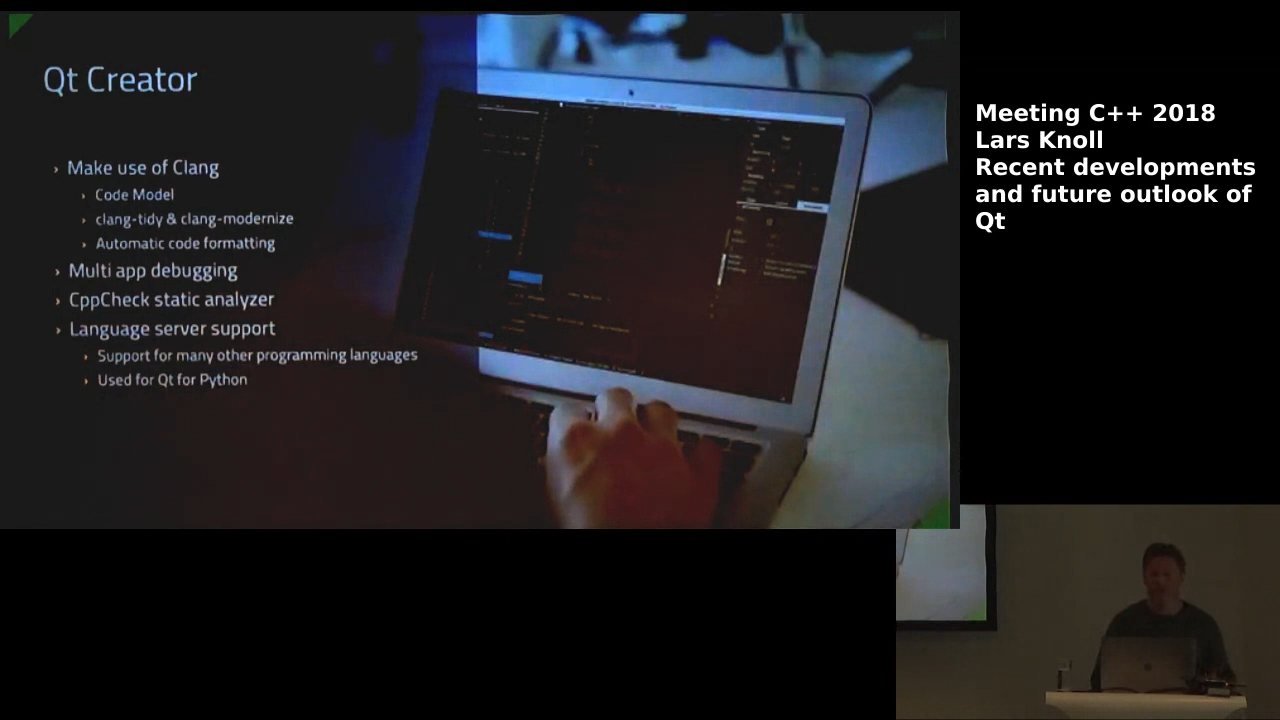 Qt Creator
› Make use of Clang
› Code Model
› clang-tidy & clang-modernize
› Automatic code formatting
› Multi app debugging
› CppCheck static analyzer
› Language server support
› Support for many other programming languages
› Used for Qt for Python
Meeting C++ 2018
Lars Knoll
Recent developments
and future outlook of
Qt